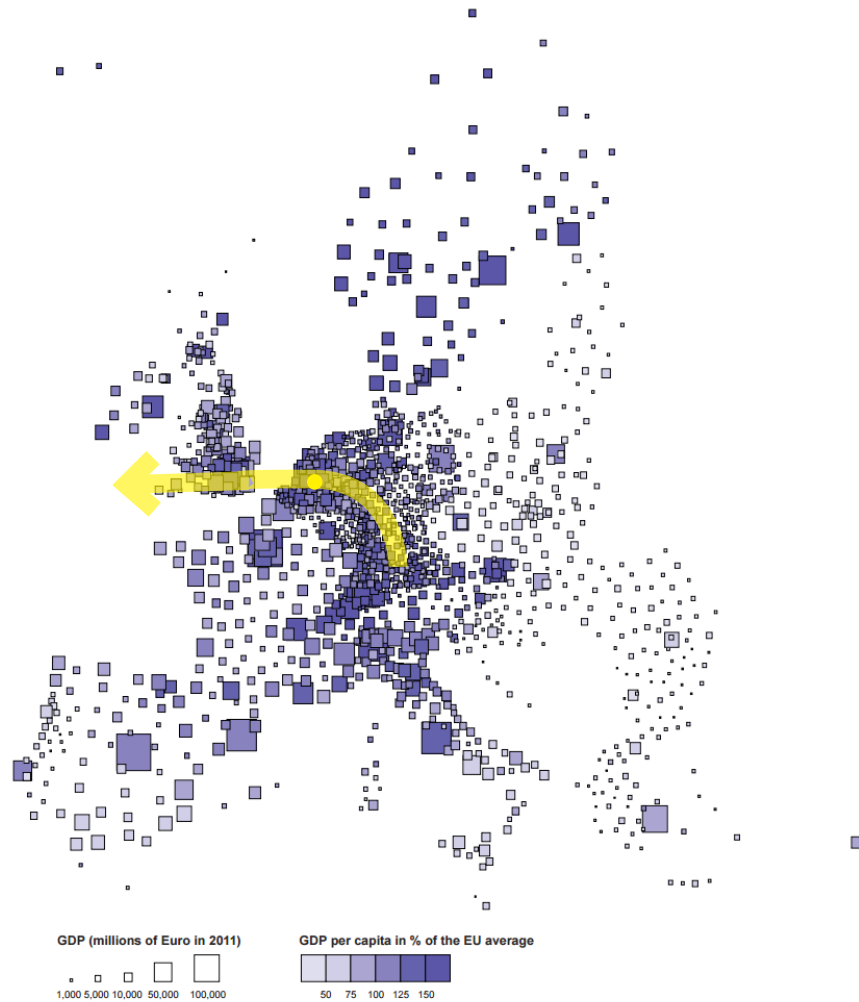 GDP (millions of Euro in 2011)
1,000 5,000 10,000 50,000 100,000
GDP per capita in % of the EU average
50 75 100 125 150